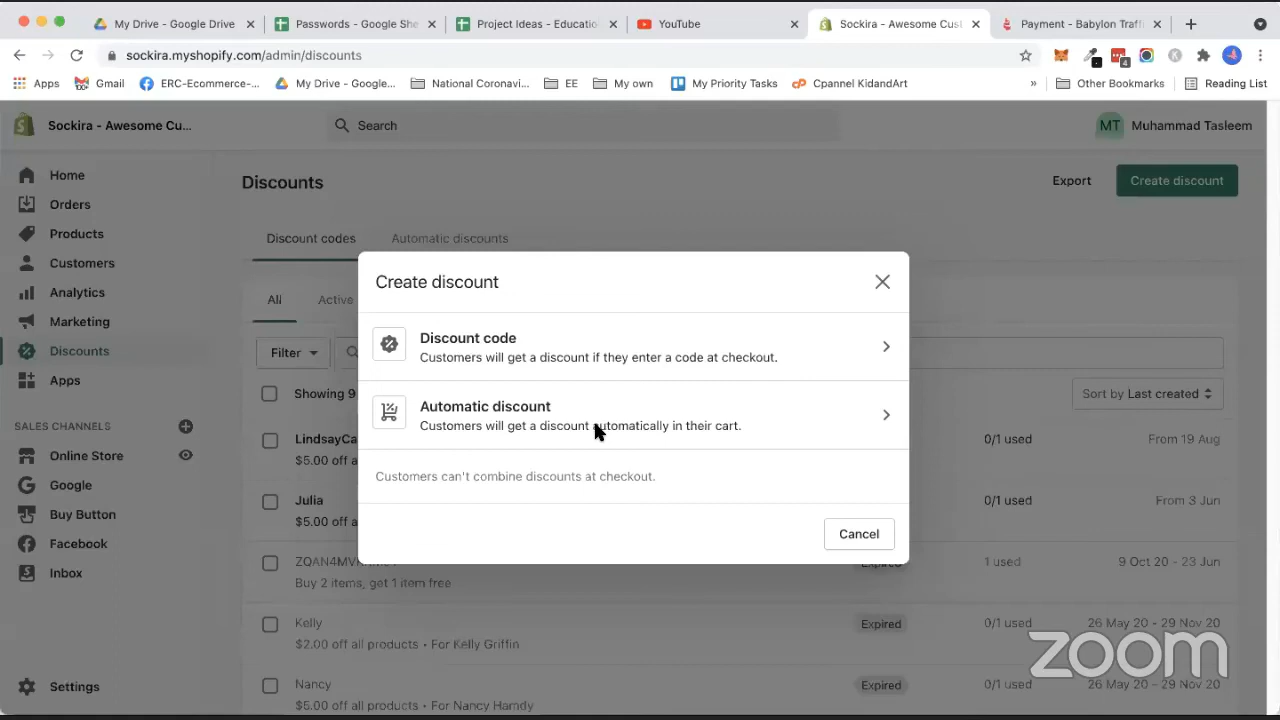 My Drive - Google Drive
Passwords - Google She
Project Ideas - Educatio
YouTube
Sockira - Awesome Cust
Payment - Babylon Traffi
sockira.myshopify.com/admin/discounts
4
Apps
Gmail
ERC-Ecommerce-...
My Drive - Google...
National Coronavi...
EE
My own
My Priority Tasks
Cpannel KidandArt
»
Other Bookmarks
Reading List
Sockira - Awesome Cu...
Search
MT
Muhammad Tasleem
Home
Orders
Products
Customers
Analytics
Marketing
Discounts
Apps
SALES CHANNELS
Online Store
Google
Buy Button
Facebook
Inbox
Settings
Discounts
Export
Create discount
Discount codes
Automatic discounts
All
Active
Filter
Sort by Last created
Showing 9
Create discount
Discount code
Customers will get a discount if they enter a code at checkout.
Automatic discount
Customers will get a discount automatically in their cart.
Customers can't combine discounts at checkout.
Cancel
LindsayCa
0/1 used
From 19 Aug
$5.00 off a
Julia
0/1 used
From 3 Jun
$5.00 off a
Expired
1 used
9 Oct 20 - 23 Jun
Buy 2 items, get 1 item free
Kelly
Expired
0/1 used
26 May 20 - 29 Nov 20
$2.00 off all products • For Kelly Griffin
Nancy
Expired
0/1 used
26 May 20 - 29 Nov 20
$5.00 off all products • For Nancy Hamdy
zoom